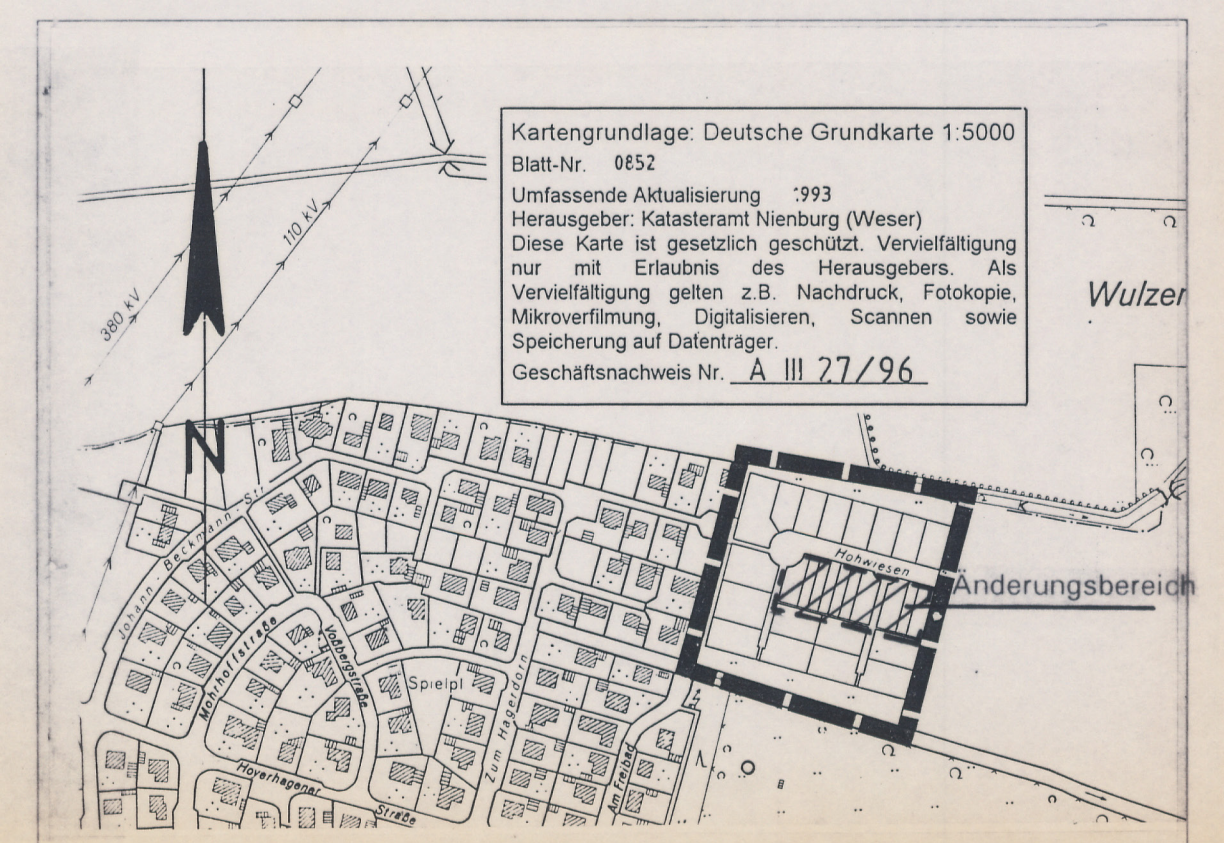 Kartengrundlage: Deutsche Grundkarte 1:5000
Blatt-Nr. 0852
Umfassende Aktualisierung :993
Herausgeber: Katasteramt Nienburg (Weser)
Diese Karte ist gesetzlich geschützt. Vervielfältigung
nur mit Erlaubnis des Herausgebers. Als
Vervielfältigung gelten z.B. Nachdruck, Fotokopie,
Mikroverfilmung, Digitalisieren, Scannen sowie
Speicherung auf Datenträger.
Geschäftsnachweis Nr. A III 27/96
110 kV
380 kV
Wulzer
N
Johann Beckmann-Str.
Hohwiesen
Änderungsbereich
Mohrhoffstraße
Voßbergstraße
Spielpl
Zum Hagerdorn
Am Freibad
Hoyerhagener
Straße